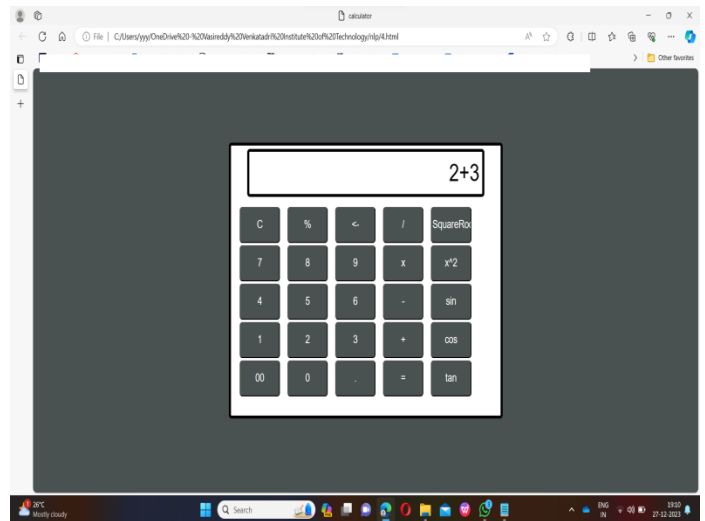 calculator
File | C:/Users/yyy/OneDrive%20-%20Vasireddy%20Venkatadri%20Institute%20of%20Technology/nlp/4.html
Other favorites
2+3
C % <- / SquareRoo
7 8 9 x x^2
4 5 6 - sin
1 2 3 + cos
00 0 . = tan
26°C
Mostly cloudy
Search
ENG
IN
19:10
27-12-2023